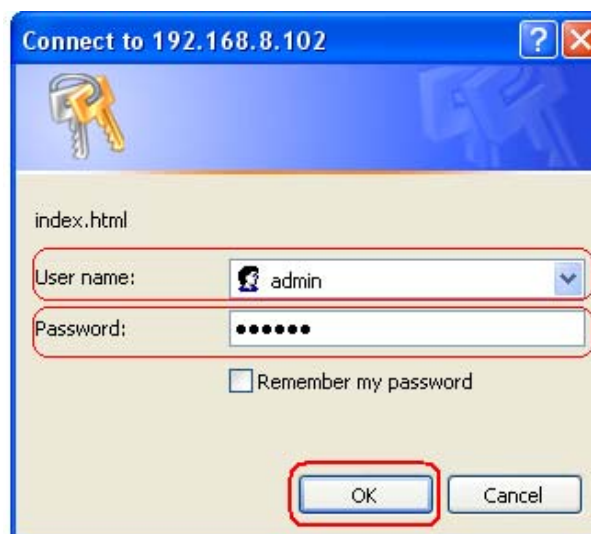 Connect to 192.168.8.102
index.html
User name: admin
Password: ••••••
Remember my password
OK Cancel